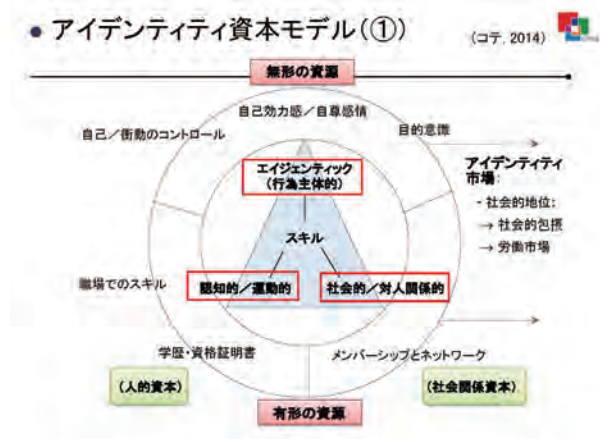 • アイデンティティ資本モデル(①)
(コテ, 2014)
無形の資源
自己効力感/自尊感情
自己/衝動のコントロール
目的意識
エイジェンティック
(行為主体的)
アイデンティティ
市場:
- 社会的地位:
→ 社会的包摂
→ 労働市場
スキル
職場でのスキル
認知的/運動的
社会的/対人関係的
学歴・資格証明書
メンバーシップとネットワーク
(人的資本)
(社会関係資本)
有形の資源